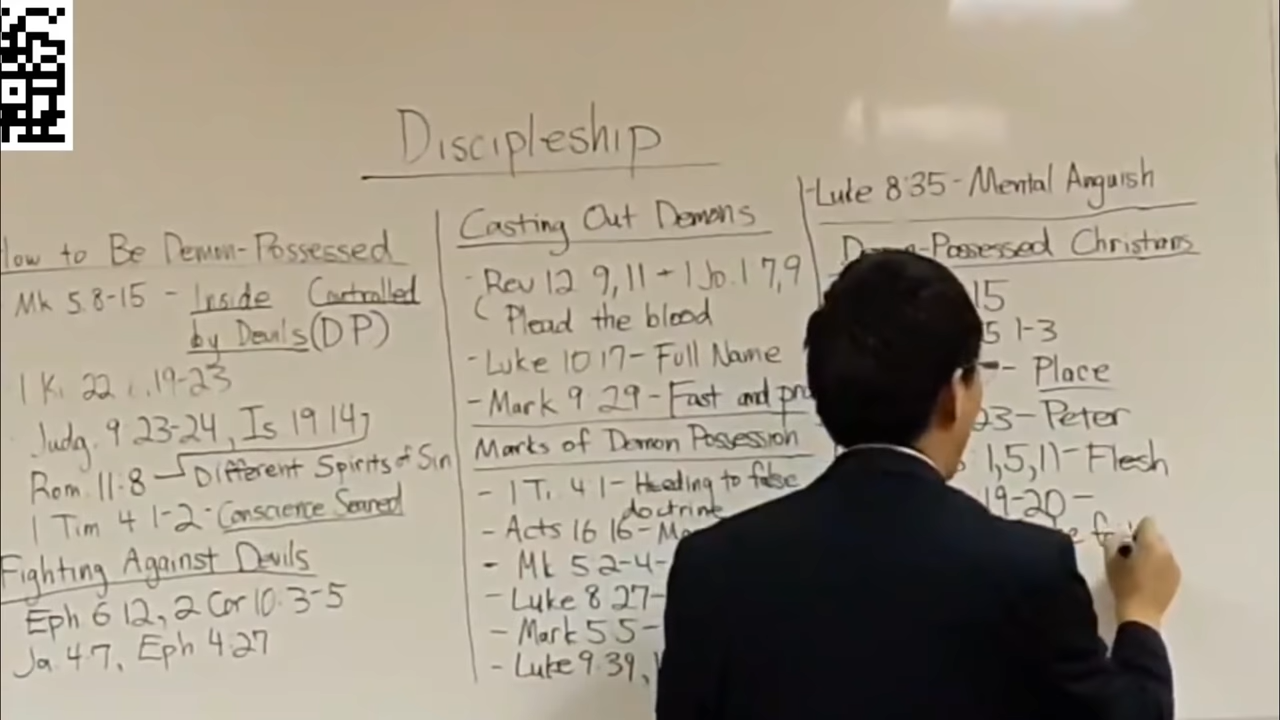 Discipleship
How to Be Demon-Possessed
Mk 5:8-15 - Inside Controlled
by Devils (DP)
1 Ki. 22:19-23
Judg. 9:23-24, Is 19:14
Rom. 11:8 Different Spirits of Sin
1 Tim 4:1-2 - Conscience Seared
Fighting Against Devils
Eph 6:12, 2 Cor 10:3-5
Ja. 4:7, Eph 4:27
Casting Out Demons
- Rev 12:9,11 + 1 Jo. 1:7,9
Plead the blood
- Luke 10:17 - Full Name
- Mark 9:29 - Fast and
Marks of Demon Possession
- 1 Ti. 4:1 - Heeding to false
doctrine
- Acts 16:16 -
- Mk 5:2-4 -
- Luke 8:27 -
- Mark 5:5 -
- Luke 9:39,
- Luke 8:35 - Mental Anguish
Demon-Possessed Christians
15
5:1-3
- Place
23 - Peter
1,5,11 - Flesh
19-20 -